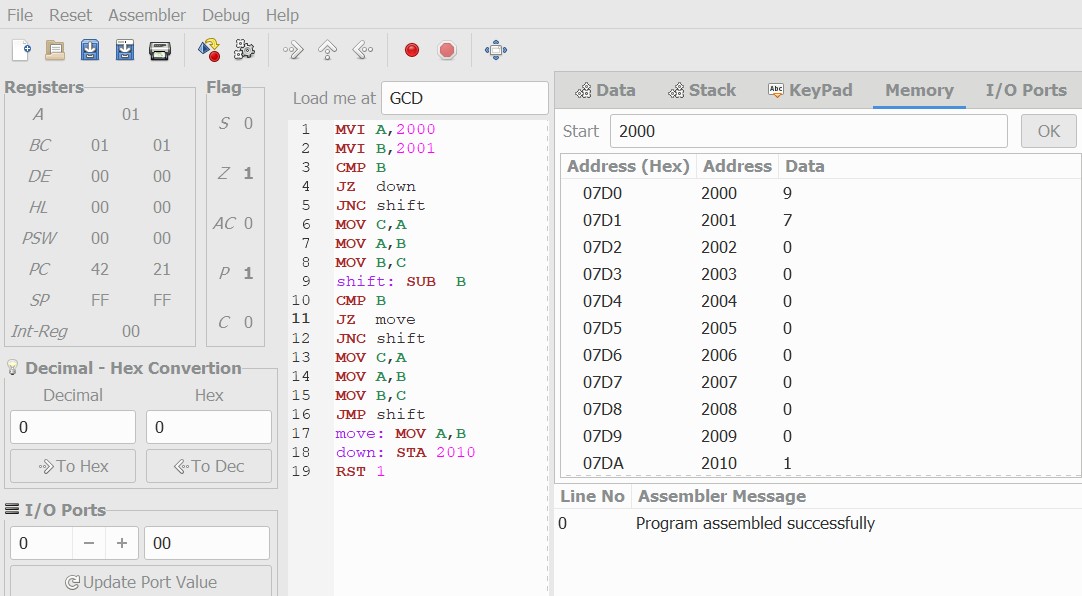 File Reset Assembler Debug Help
Registers
A 01
BC 01 01
DE 00 00
HL 00 00
PSW 00 00
PC 42 21
SP FF FF
Int-Reg 00
Flag
S 0
Z 1
AC 0
P 1
C 0
Decimal - Hex Convertion
Decimal Hex
0 0
To Hex To Dec
I/O Ports
0 − + 00
Update Port Value
Load me at GCD
1 MVI A,2000
2 MVI B,2001
3 CMP B
4 JZ down
5 JNC shift
6 MOV C,A
7 MOV A,B
8 MOV B,C
9 shift: SUB B
10 CMP B
11 JZ move
12 JNC shift
13 MOV C,A
14 MOV A,B
15 MOV B,C
16 JMP shift
17 move: MOV A,B
18 down: STA 2010
19 RST 1
Data Stack Abc KeyPad Memory I/O Ports
Start 2000 OK
Address (Hex) Address Data
07D0 2000 9
07D1 2001 7
07D2 2002 0
07D3 2003 0
07D4 2004 0
07D5 2005 0
07D6 2006 0
07D7 2007 0
07D8 2008 0
07D9 2009 0
07DA 2010 1
Line No Assembler Message
0 Program assembled successfully